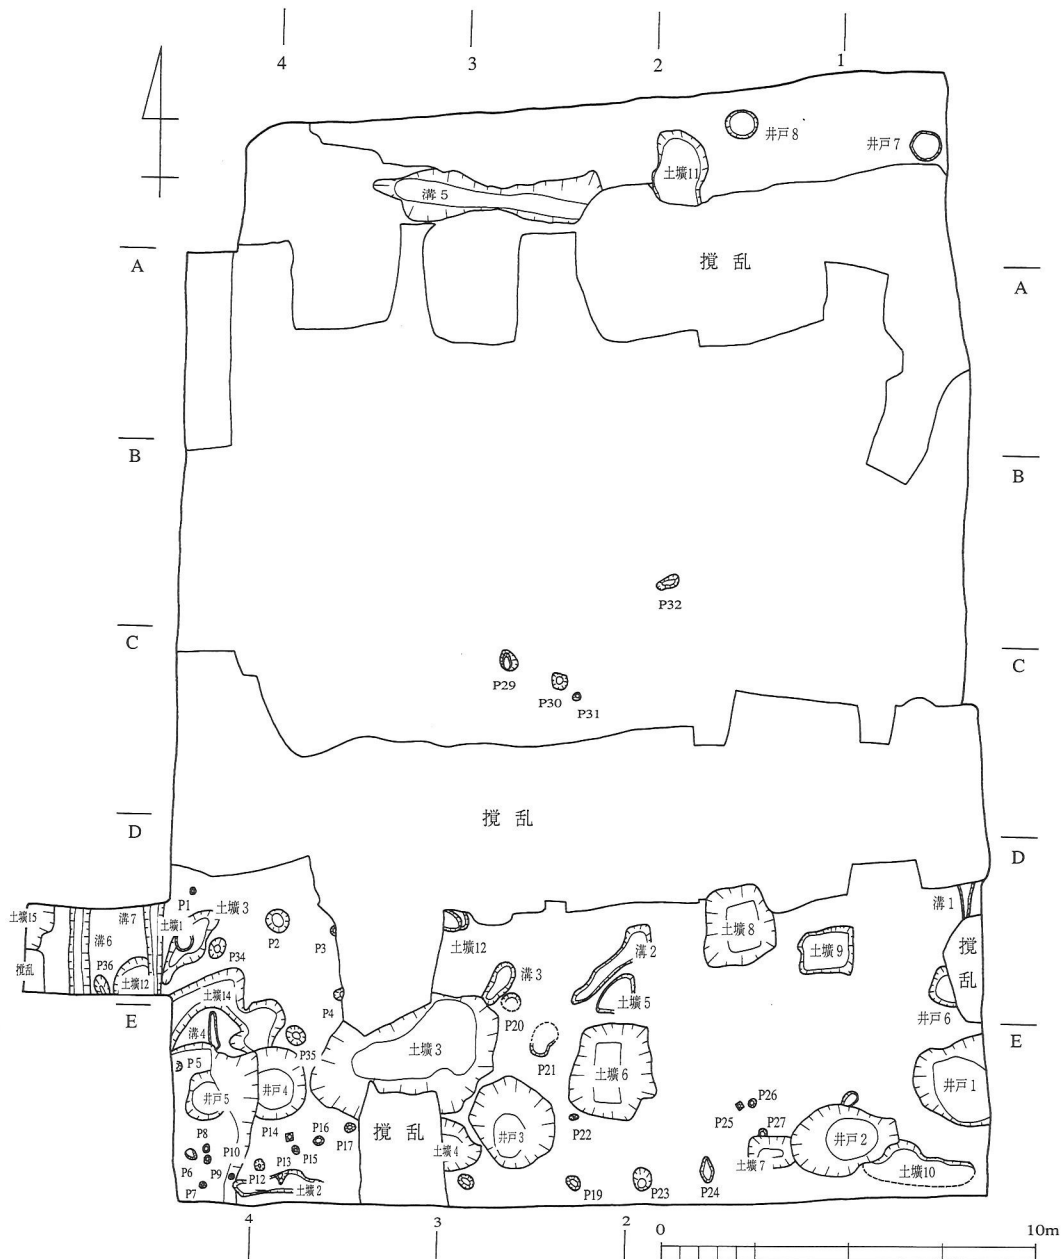 4
3
2
1
井戸8
井戸7
土壙11
溝5
A
撹乱
A
B
B
P32
C
C
P29
P30
P31
D
撹乱
D
P1
土壙3
土壙15
溝7
土壙1
P2
P3
土壙12
溝2
土壙8
土壙9
溝1
溝6
P34
撹乱
P36
土壙12
溝3
土壙5
撹乱
土壙14
P4
P20
井戸6
E
溝4
E
P35
土壙3
P21
土壙6
P5
井戸5
井戸4
井戸1
P26
P25
P22
P27
P8
P10
P14
P16
P17
撹乱
土壙4
井戸3
井戸2
P6
P9
P13
P15
P12
土壙7
土壙10
P7
土壙2
P19
P23
P24
4
3
2
0
10m